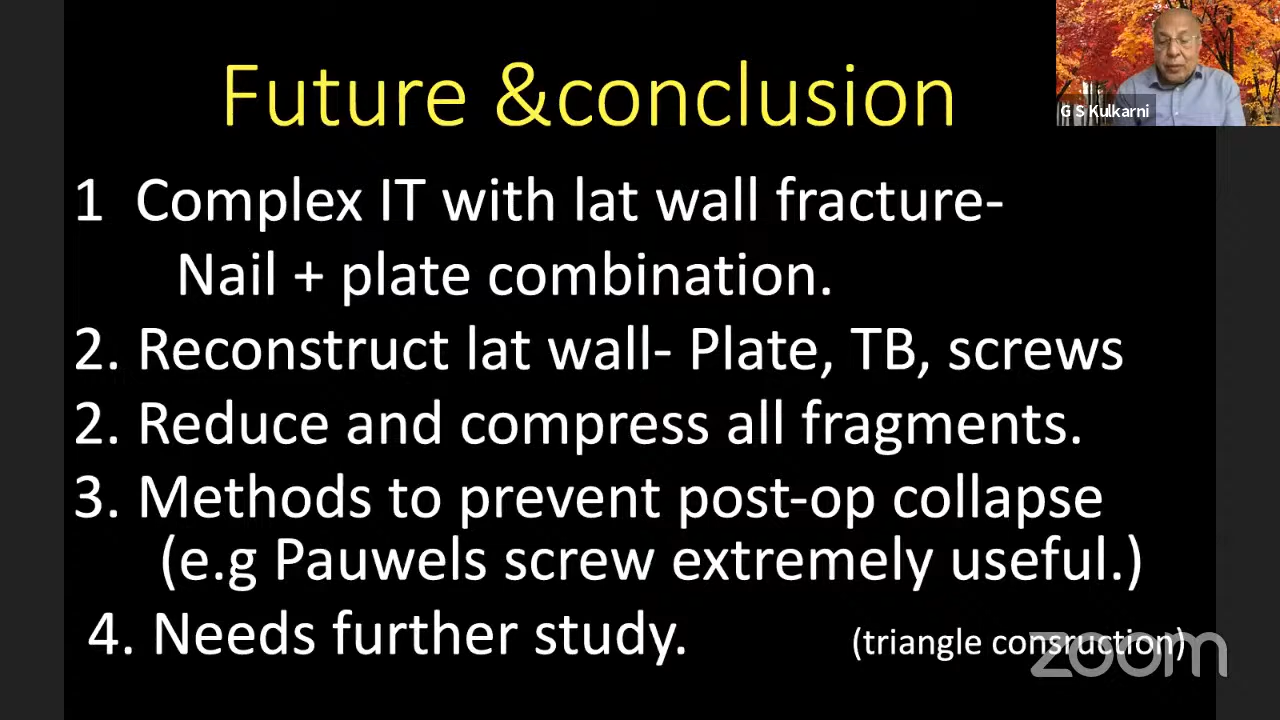 Future &conclusion
G S Kulkarni
1 Complex IT with lat wall fracture-
Nail + plate combination.
2. Reconstruct lat wall- Plate, TB, screws
2. Reduce and compress all fragments.
3. Methods to prevent post-op collapse
(e.g Pauwels screw extremely useful.)
4. Needs further study.
(triangle consruction)
zoom